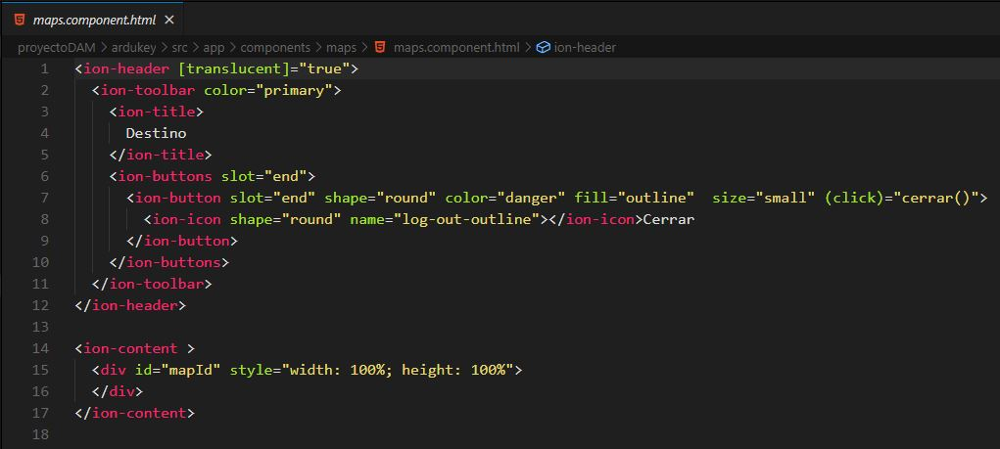 maps.component.html ×
proyectoDAM > ardukey > src > app > components > maps > maps.component.html > ion-header
1 <ion-header [translucent]="true">
2   <ion-toolbar color="primary">
3     <ion-title>
4       Destino
5     </ion-title>
6     <ion-buttons slot="end">
7       <ion-button slot="end" shape="round" color="danger" fill="outline"  size="small" (click)="cerrar()">
8         <ion-icon shape="round" name="log-out-outline"></ion-icon>Cerrar
9       </ion-button>
10     </ion-buttons>
11   </ion-toolbar>
12 </ion-header>
13
14 <ion-content >
15   <div id="mapId" style="width: 100%; height: 100%">
16   </div>
17 </ion-content>
18